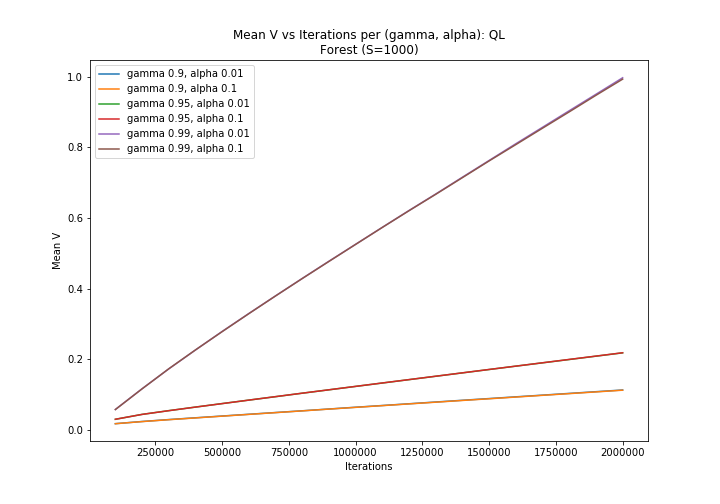 Mean V vs Iterations per (gamma, alpha): QL
Forest (S=1000)
gamma 0.9, alpha 0.01
gamma 0.9, alpha 0.1
gamma 0.95, alpha 0.01
gamma 0.95, alpha 0.1
gamma 0.99, alpha 0.01
gamma 0.99, alpha 0.1
Mean V
1.0
0.8
0.6
0.4
0.2
0.0
250000 500000 750000 1000000 1250000 1500000 1750000 2000000
Iterations